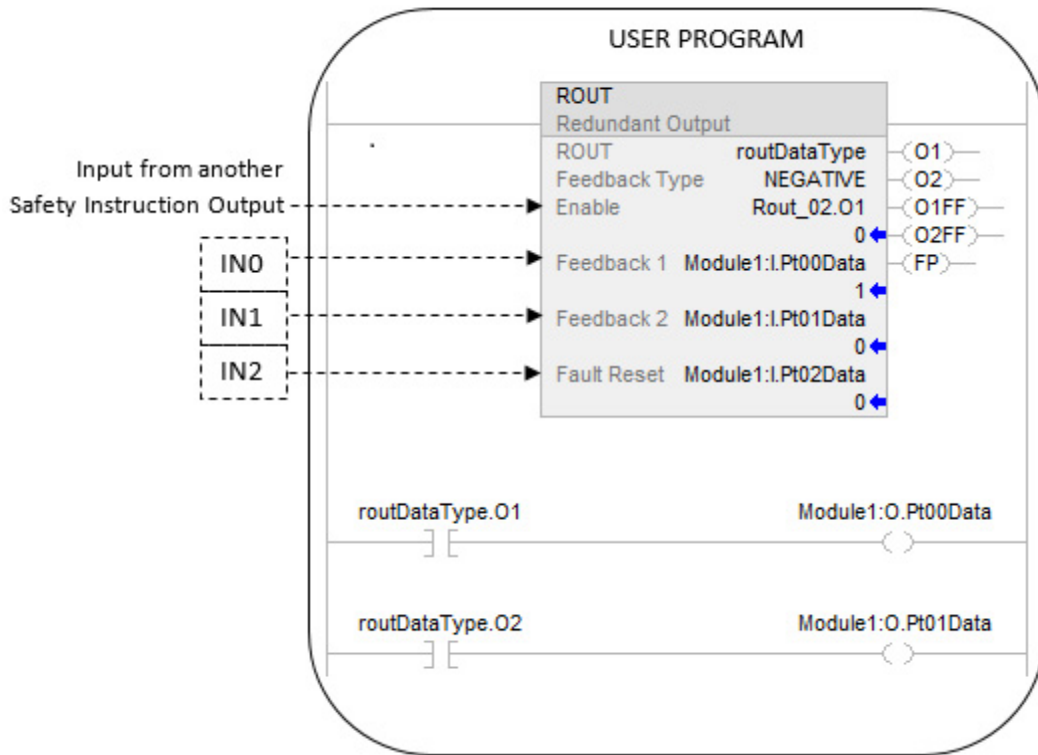 USER PROGRAM
ROUT
Redundant Output
ROUT routDataType O1
Feedback Type NEGATIVE O2
Input from another
Safety Instruction Output
Enable Rout_02.O1 O1FF
0 O2FF
IN0
Feedback 1 Module1:I.Pt00Data FP
1
IN1
Feedback 2 Module1:I.Pt01Data
0
IN2
Fault Reset Module1:I.Pt02Data
0
routDataType.O1 Module1:O.Pt00Data
routDataType.O2 Module1:O.Pt01Data